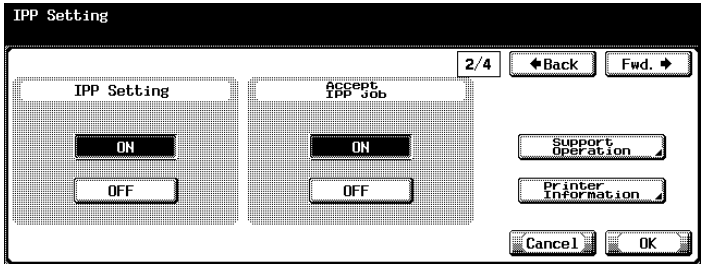 IPP Setting
2/4
←Back
Fwd. →
IPP Setting
Accept
IPP Job
ON
OFF
ON
OFF
Support
Operation
Printer
Information
Cancel
OK